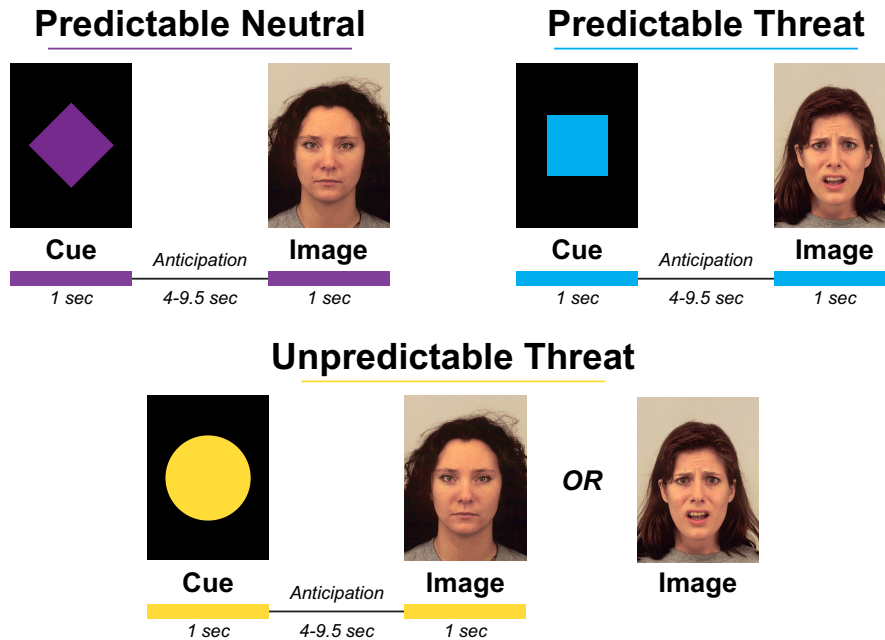 Predictable Neutral
Predictable Threat
Cue
Anticipation
Image
1 sec
4-9.5 sec
1 sec
Cue
Anticipation
Image
1 sec
4-9.5 sec
1 sec
Unpredictable Threat
OR
Cue
Anticipation
Image
Image
1 sec
4-9.5 sec
1 sec